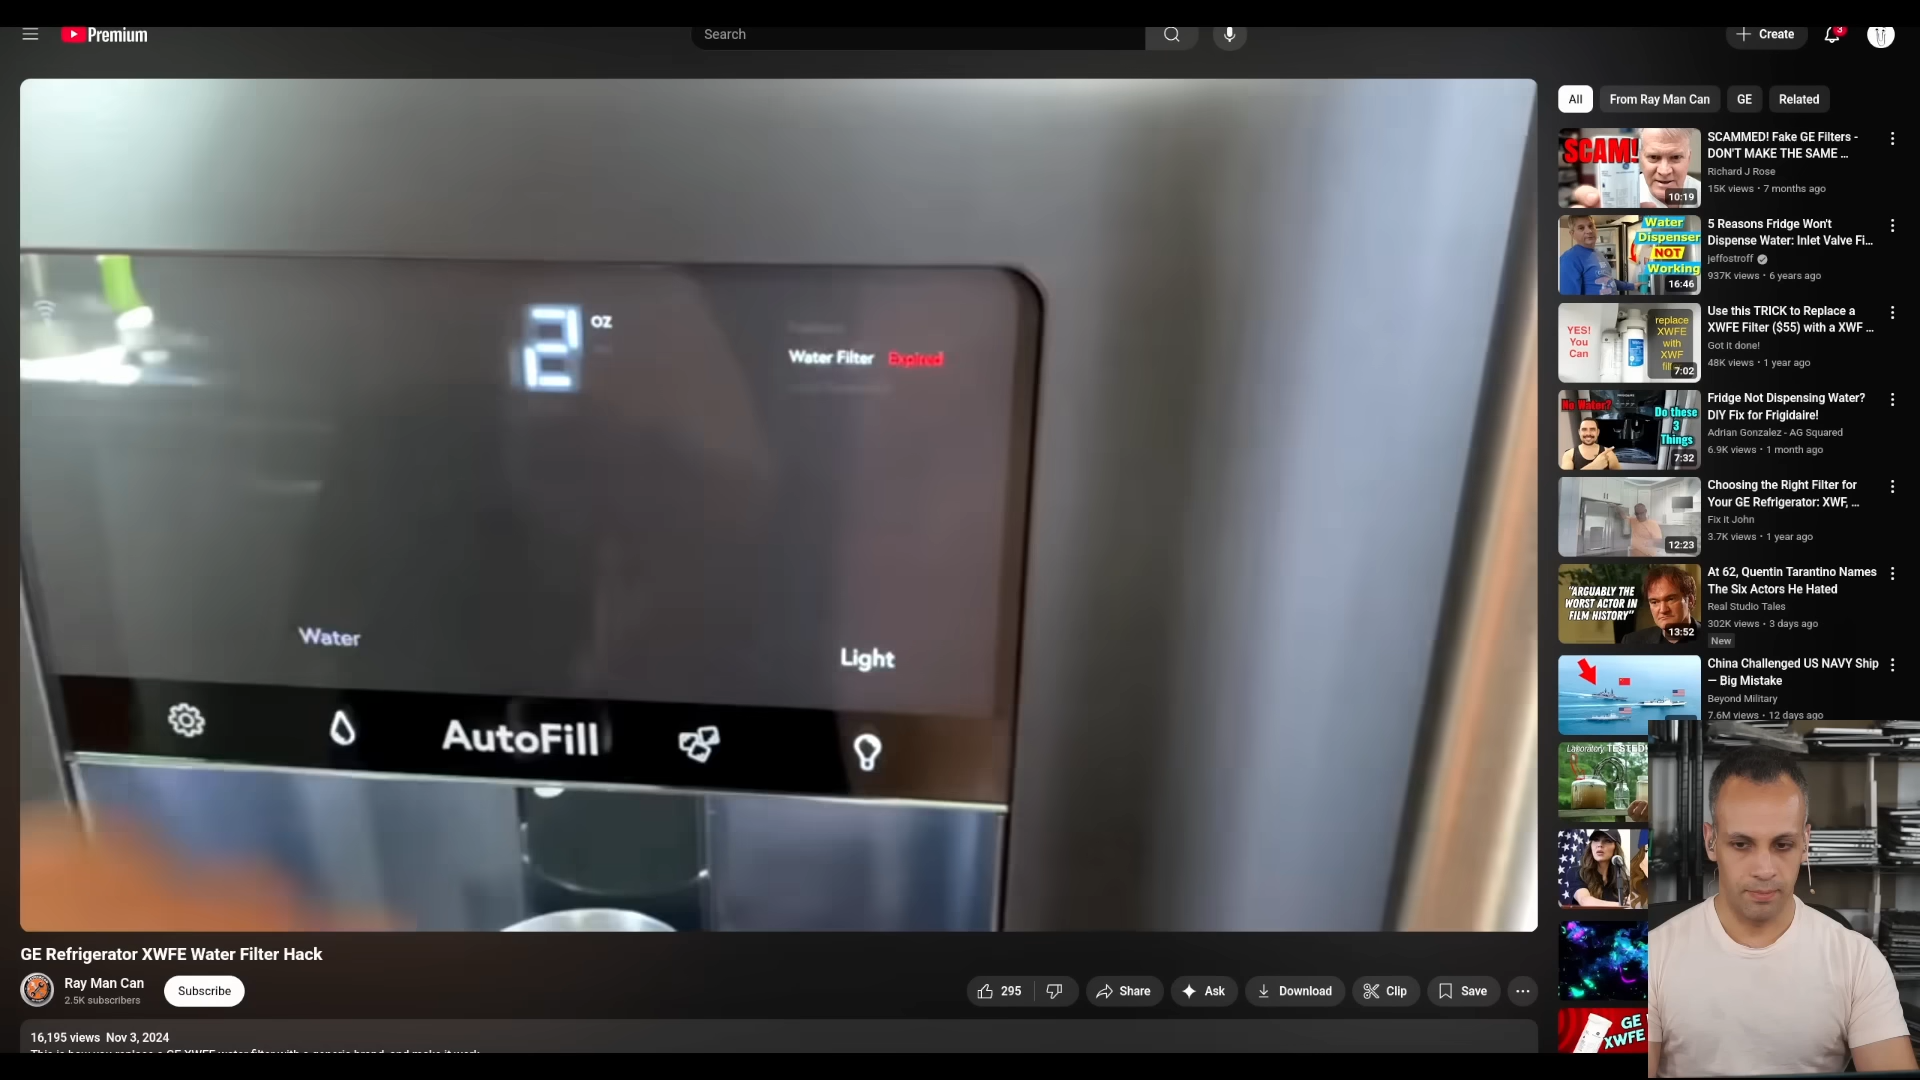 Premium
Search
Create
3
2 oz
Water Filter Expired
Water
Light
AutoFill
GE Refrigerator XWFE Water Filter Hack
Ray Man Can
2.5K subscribers
Subscribe
295
Share
Ask
Download
Clip
Save
16,195 views Nov 3, 2024
All
From Ray Man Can
GE
Related
SCAM!
10:19
SCAMMED! Fake GE Filters -
DON'T MAKE THE SAME ...
Richard J Rose
15K views • 7 months ago
Water
Dispenser
NOT
Working
16:46
5 Reasons Fridge Won't
Dispense Water: Inlet Valve Fi...
jeffostroff
937K views • 6 years ago
YES!
You
Can
replace
XWFE
with
XWF
7:02
Use this TRICK to Replace a
XWFE Filter ($55) with a XWF ...
Got it done!
48K views • 1 year ago
No Water?
Do these
3
Things
7:32
Fridge Not Dispensing Water?
DIY Fix for Frigidaire!
Adrian Gonzalez - AG Squared
6.9K views • 1 month ago
12:23
Choosing the Right Filter for
Your GE Refrigerator: XWF, ...
Fix it John
3.7K views • 1 year ago
"ARGUABLY THE
WORST ACTOR IN
FILM HISTORY"
13:52
At 62, Quentin Tarantino Names
The Six Actors He Hated
Real Studio Tales
302K views • 3 days ago
New
China Challenged US NAVY Ship
— Big Mistake
Beyond Military
7.6M views • 12 days ago
Laboratory TESTED
GE
XWFE